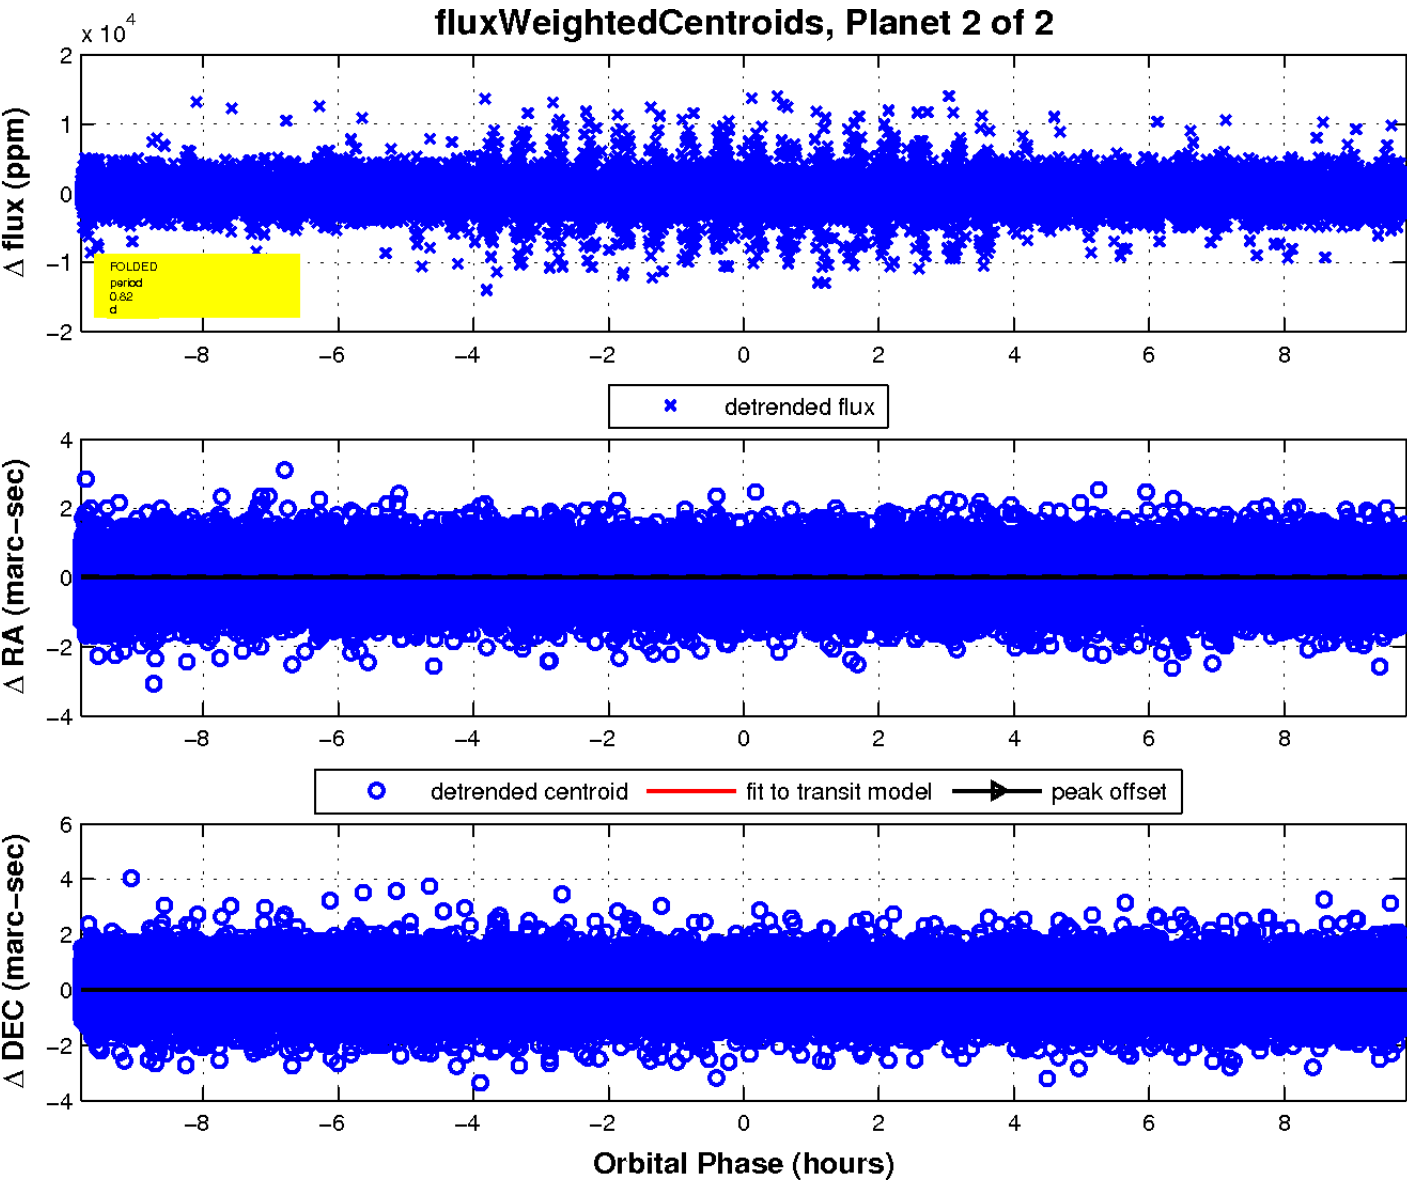 fluxWeightedCentroids, Planet 2 of 2
x 10^4
Δ flux (ppm)
2
1
0
−1
−2
FOLDED
period
0.82
d
−8 −6 −4 −2 0 2 4 6 8
detrended flux
Δ RA (marc−sec)
4
2
0
−2
−4
−8 −6 −4 −2 0 2 4 6 8
detrended centroid fit to transit model peak offset
Δ DEC (marc−sec)
6
4
2
0
−2
−4
−8 −6 −4 −2 0 2 4 6 8
Orbital Phase (hours)